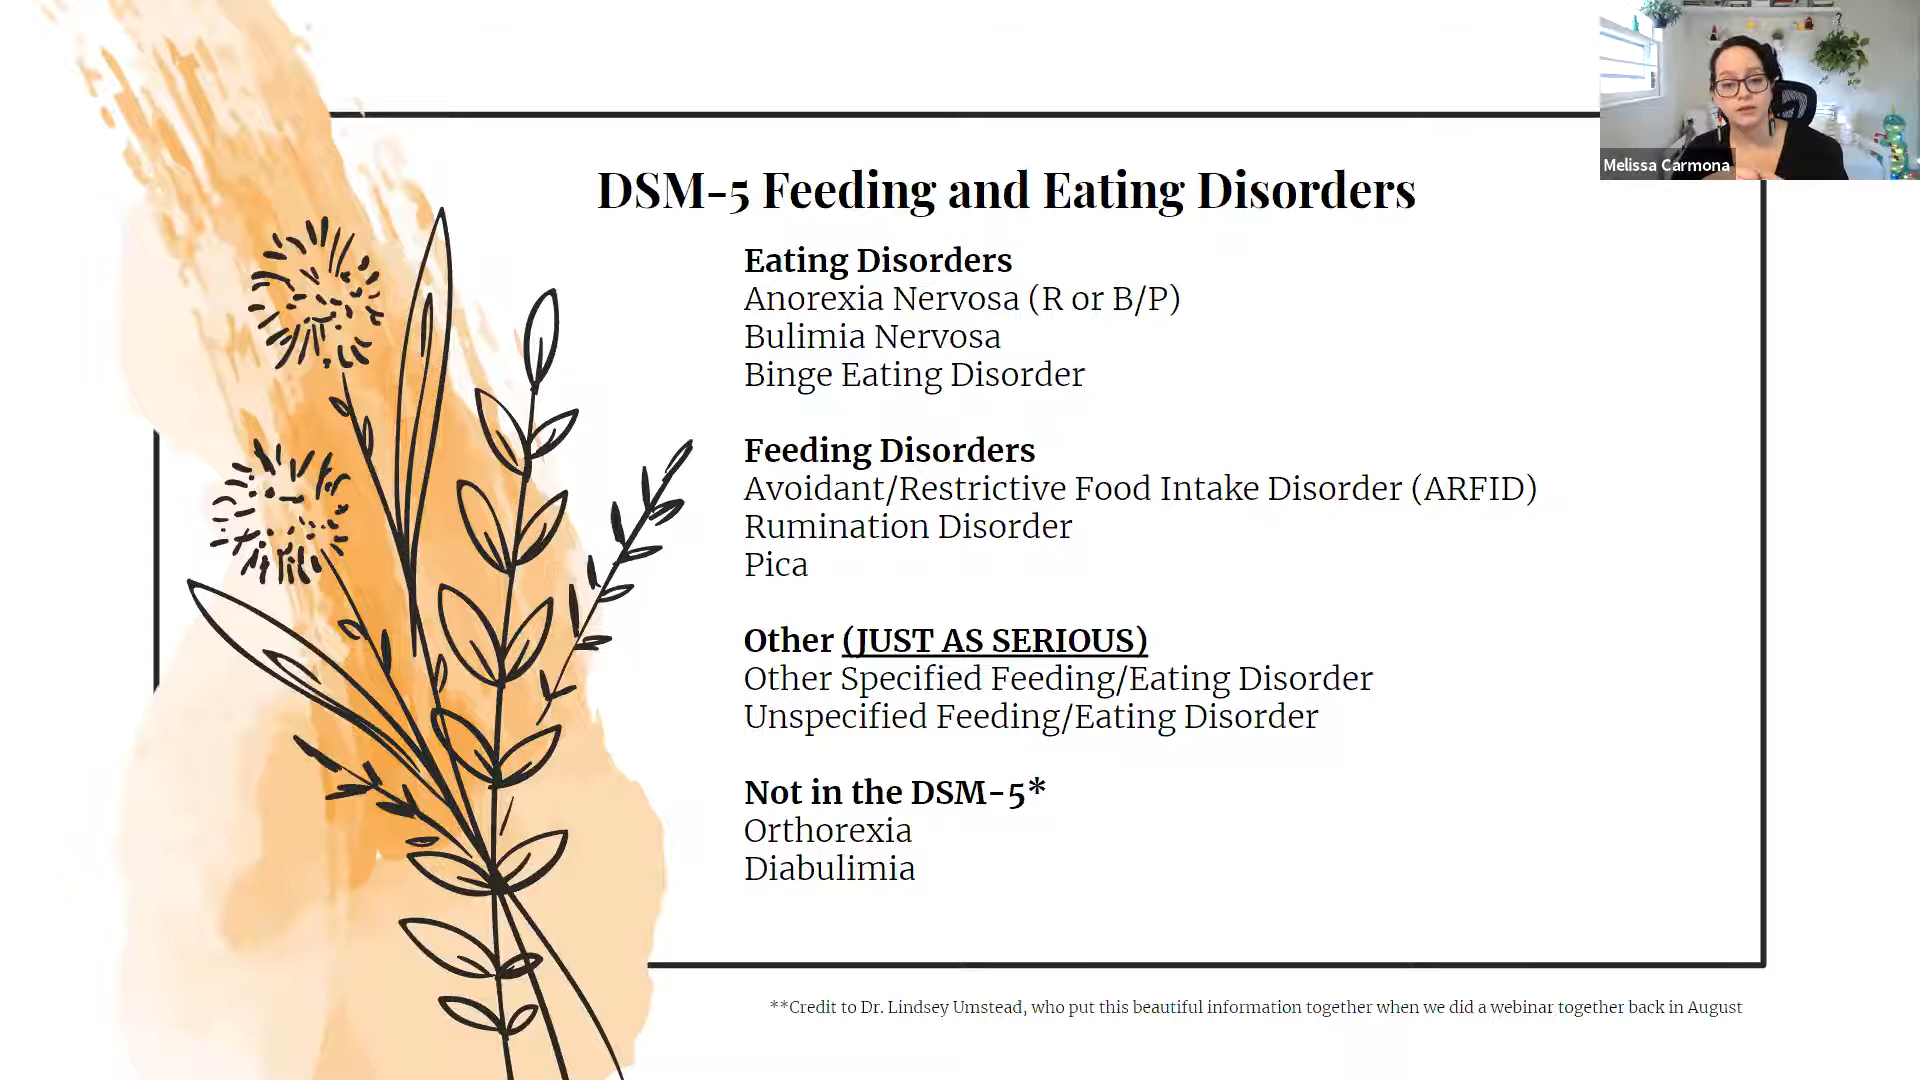 Melissa Carmona
DSM-5 Feeding and Eating Disorders
Eating Disorders
Anorexia Nervosa (R or B/P)
Bulimia Nervosa
Binge Eating Disorder
Feeding Disorders
Avoidant/Restrictive Food Intake Disorder (ARFID)
Rumination Disorder
Pica
Other (JUST AS SERIOUS)
Other Specified Feeding/Eating Disorder
Unspecified Feeding/Eating Disorder
Not in the DSM-5*
Orthorexia
Diabulimia
**Credit to Dr. Lindsey Umstead, who put this beautiful information together when we did a webinar together back in August